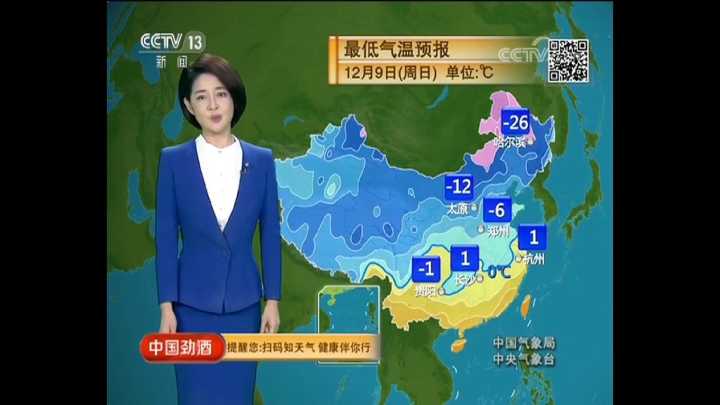 CCTV 13
新闻
最低气温预报
CCTV
12月9日(周日) 单位:℃
-26
哈尔滨
-12
太原
-6
郑州
1
杭州
1
长沙
0℃
-1
贵阳
中国劲酒
提醒您:扫码知天气 健康伴你行
中国气象局
中央气象台